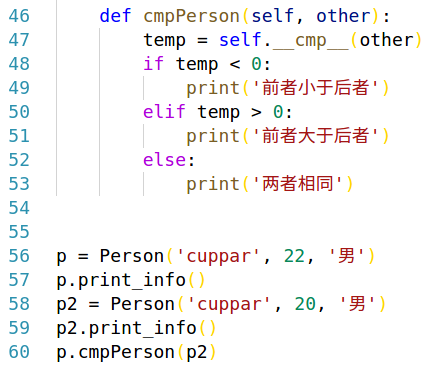 46 def cmpPerson(self, other):
47 temp = self.__cmp__(other)
48 if temp < 0:
49 print('前者小于后者')
50 elif temp > 0:
51 print('前者大于后者')
52 else:
53 print('两者相同')
54
55
56 p = Person('cuppar', 22, '男')
57 p.print_info()
58 p2 = Person('cuppar', 20, '男')
59 p2.print_info()
60 p.cmpPerson(p2)